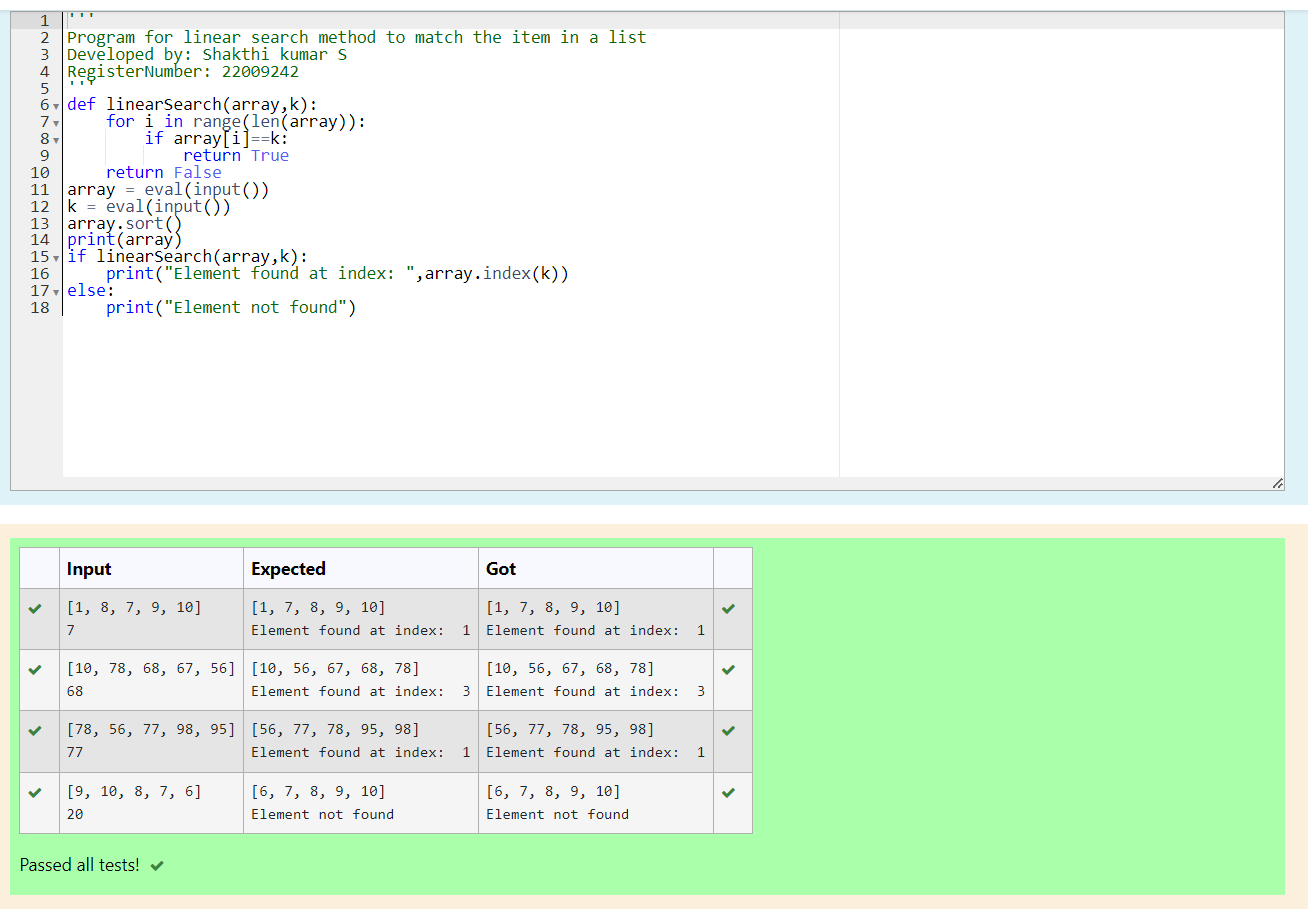 1 '''
2 Program for linear search method to match the item in a list
3 Developed by: Shakthi kumar S
4 RegisterNumber: 22009242
5 '''
6 def linearSearch(array,k):
7     for i in range(len(array)):
8         if array[i]==k:
9             return True
10     return False
11 array = eval(input())
12 k = eval(input())
13 array.sort()
14 print(array)
15 if linearSearch(array,k):
16     print("Element found at index: ",array.index(k))
17 else:
18     print("Element not found")
Input Expected Got
[1, 8, 7, 9, 10] [1, 7, 8, 9, 10] [1, 7, 8, 9, 10]
7 Element found at index:  1 Element found at index:  1
[10, 78, 68, 67, 56] [10, 56, 67, 68, 78] [10, 56, 67, 68, 78]
68 Element found at index:  3 Element found at index:  3
[78, 56, 77, 98, 95] [56, 77, 78, 95, 98] [56, 77, 78, 95, 98]
77 Element found at index:  1 Element found at index:  1
[9, 10, 8, 7, 6] [6, 7, 8, 9, 10] [6, 7, 8, 9, 10]
20 Element not found Element not found
Passed all tests!